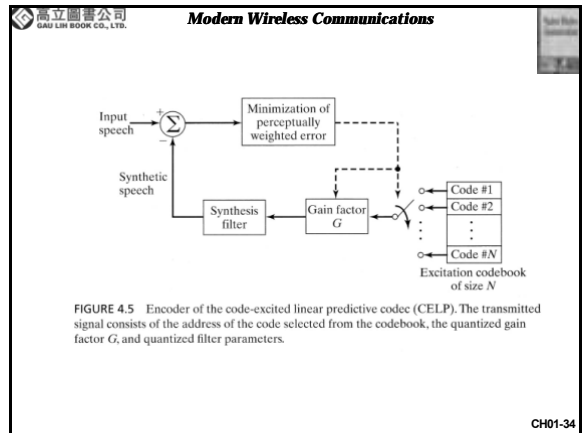 高立圖書公司
GAU LIH BOOK CO., LTD.
Modern Wireless Communications
Input
speech
+
Σ
−
Minimization of
perceptually
weighted error
Synthetic
speech
Synthesis
filter
Gain factor
G
Code #1
Code #2
Code #N
Excitation codebook
of size N
FIGURE 4.5 Encoder of the code-excited linear predictive codec (CELP). The transmitted
signal consists of the address of the code selected from the codebook, the quantized gain
factor G, and quantized filter parameters.
CH01-34